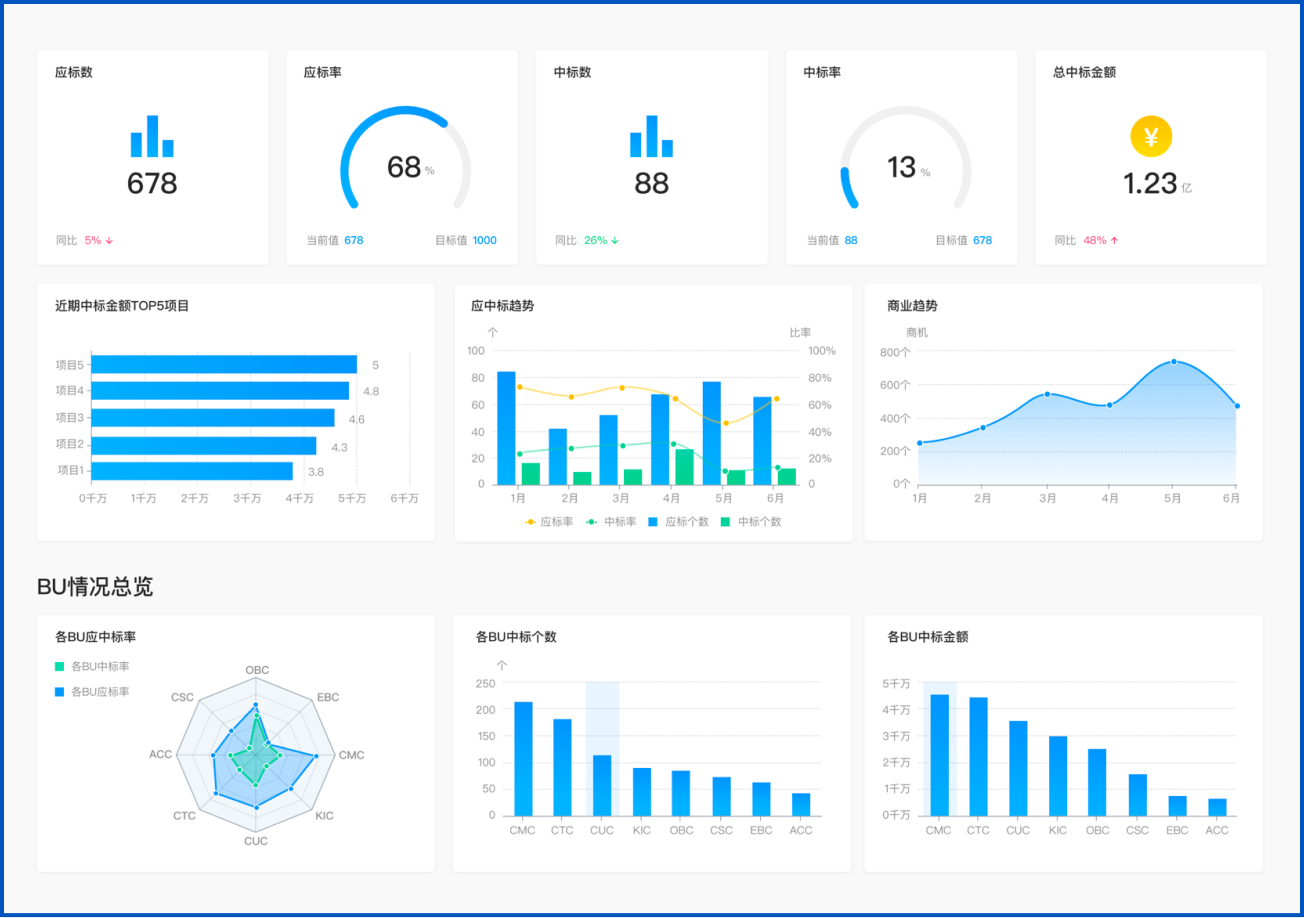 应标数
678
同比 5% ↓
应标率
68 %
当前值 678 目标值 1000
中标数
88
同比 26% ↓
中标率
13 %
当前值 88 目标值 678
总中标金额
¥
1.23 亿
同比 48% ↑
近期中标金额TOP5项目
项目5 5
项目4 4.8
项目3 4.6
项目2 4.3
项目1 3.8
0千万 1千万 2千万 3千万 4千万 5千万 6千万
应中标趋势
个 比率
100 100%
80 80%
60 60%
40 40%
20 20%
0 0
1月 2月 3月 4月 5月 6月
应标率 中标率 应标个数 中标个数
商业趋势
商机
800个
600个
400个
200个
0个
1月 2月 3月 4月 5月 6月
BU情况总览
各BU应中标率
各BU中标率
各BU应标率
OBC
EBC
CMC
KIC
CUC
CTC
ACC
CSC
各BU中标个数
个
250
200
150
100
50
0
CMC CTC CUC KIC OBC CSC EBC ACC
各BU中标金额
5千万
4千万
3千万
2千万
1千万
0千万
CMC CTC CUC KIC OBC CSC EBC ACC